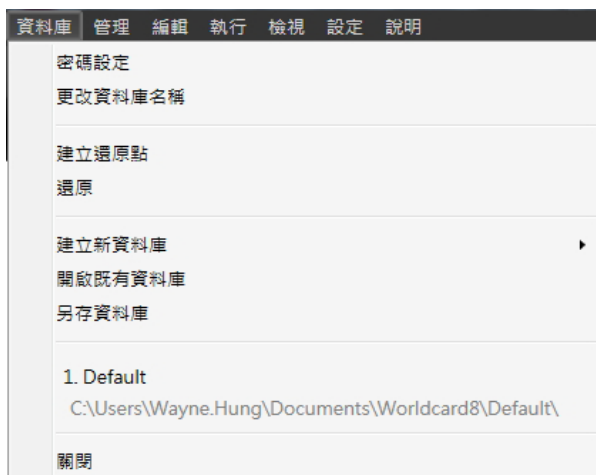 資料庫 管理 編輯 執行 檢視 設定 說明
密碼設定
更改資料庫名稱
建立還原點
還原
建立新資料庫
開啟既有資料庫
另存資料庫
1. Default
C:\Users\Wayne.Hung\Documents\Worldcard8\Default\
關閉